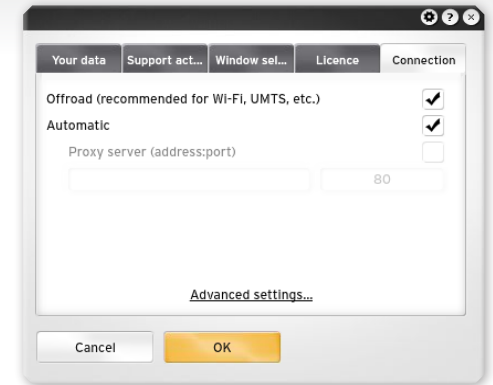 Your data Support act... Window sel... Licence Connection
Offroad (recommended for Wi-Fi, UMTS, etc.)
Automatic
Proxy server (address:port)
80
Advanced settings...
Cancel OK